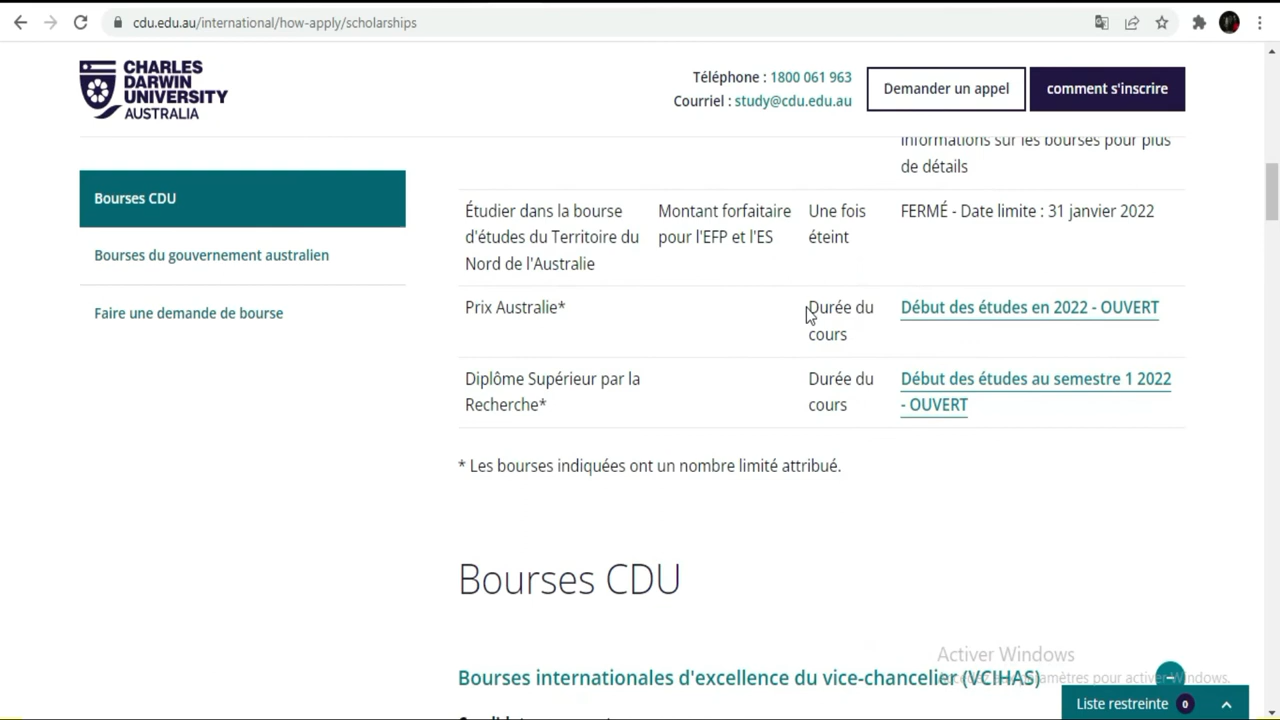 cdu.edu.au/international/how-apply/scholarships
CHARLES
DARWIN
UNIVERSITY
AUSTRALIA
Téléphone : 1800 061 963
Courriel : study@cdu.edu.au
Demander un appel
comment s'inscrire
Bourses CDU
Bourses du gouvernement australien
Faire une demande de bourse
informations sur les bourses pour plus
de détails
Étudier dans la bourse
d'études du Territoire du
Nord de l'Australie
Montant forfaitaire
pour l'EFP et l'ES
Une fois
éteint
FERMÉ - Date limite : 31 janvier 2022
Prix Australie*
Durée du
cours
Début des études en 2022 - OUVERT
Diplôme Supérieur par la
Recherche*
Durée du
cours
Début des études au semestre 1 2022
- OUVERT
* Les bourses indiquées ont un nombre limité attribué.
Bourses CDU
Bourses internationales d'excellence du vice-chancelier (VCIHAS)
Activer Windows
paramètres pour activer Windows.
Liste restreinte 0